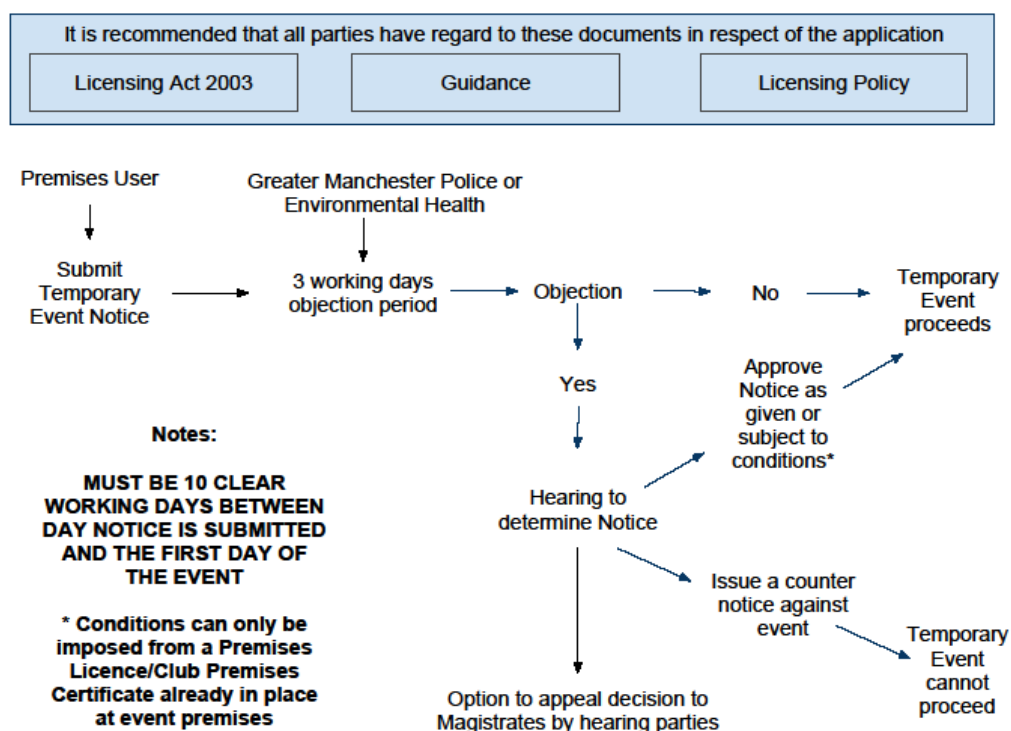 It is recommended that all parties have regard to these documents in respect of the application
Licensing Act 2003
Guidance
Licensing Policy
Premises User
Greater Manchester Police or
Environmental Health
Submit
Temporary
Event Notice
3 working days
objection period
Objection
No
Temporary
Event
proceeds
Yes
Approve
Notice as
given or
subject to
conditions*
Hearing to
determine Notice
Issue a counter
notice against
event
Temporary
Event
cannot
proceed
Option to appeal decision to
Magistrates by hearing parties
Notes:
MUST BE 10 CLEAR
WORKING DAYS BETWEEN
DAY NOTICE IS SUBMITTED
AND THE FIRST DAY OF
THE EVENT
* Conditions can only be
imposed from a Premises
Licence/Club Premises
Certificate already in place
at event premises